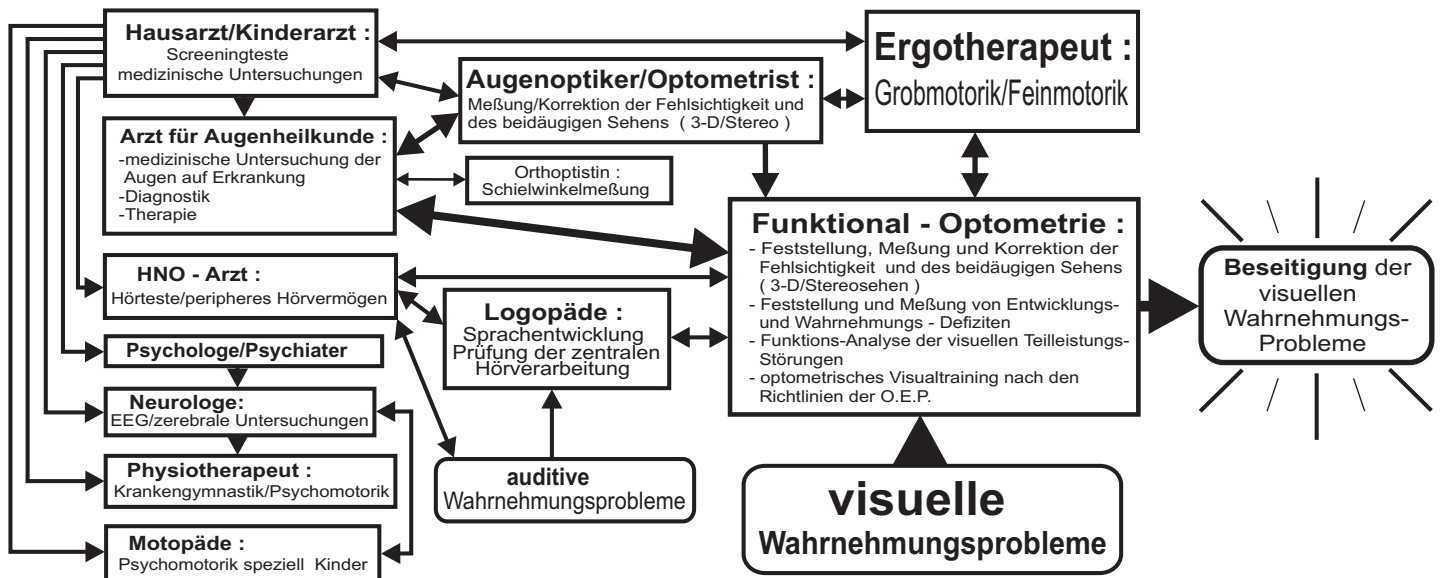 Hausarzt/Kinderarzt :
Screeningteste
medizinische Untersuchungen
Augenoptiker/Optometrist :
Meßung/Korrektion der Fehlsichtigkeit und
des beidäugigen Sehens ( 3-D/Stereo )
Ergotherapeut :
Grobmotorik/Feinmotorik
Arzt für Augenheilkunde :
-medizinische Untersuchung der
Augen auf Erkrankung
-Diagnostik
-Therapie
Orthoptistin :
Schielwinkelmeßung
Funktional - Optometrie :
- Feststellung, Meßung und Korrektion der
Fehlsichtigkeit und des beidäugigen Sehens
( 3-D/Stereosehen )
- Feststellung und Meßung von Entwicklungs-
und Wahrnehmungs - Defiziten
- Funktions-Analyse der visuellen Teilleistungs-
Störungen
- optometrisches Visualtraining nach den
Richtlinien der O.E.P.
Beseitigung der
visuellen
Wahrnehmungs-
Probleme
HNO - Arzt :
Hörteste/peripheres Hörvermögen
Logopäde :
Sprachentwicklung
Prüfung der zentralen
Hörverarbeitung
Psychologe/Psychiater
Neurologe:
EEG/zerebrale Untersuchungen
Physiotherapeut :
Krankengymnastik/Psychomotorik
auditive
Wahrnehmungsprobleme
visuelle
Wahrnehmungsprobleme
Motopäde :
Psychomotorik speziell Kinder